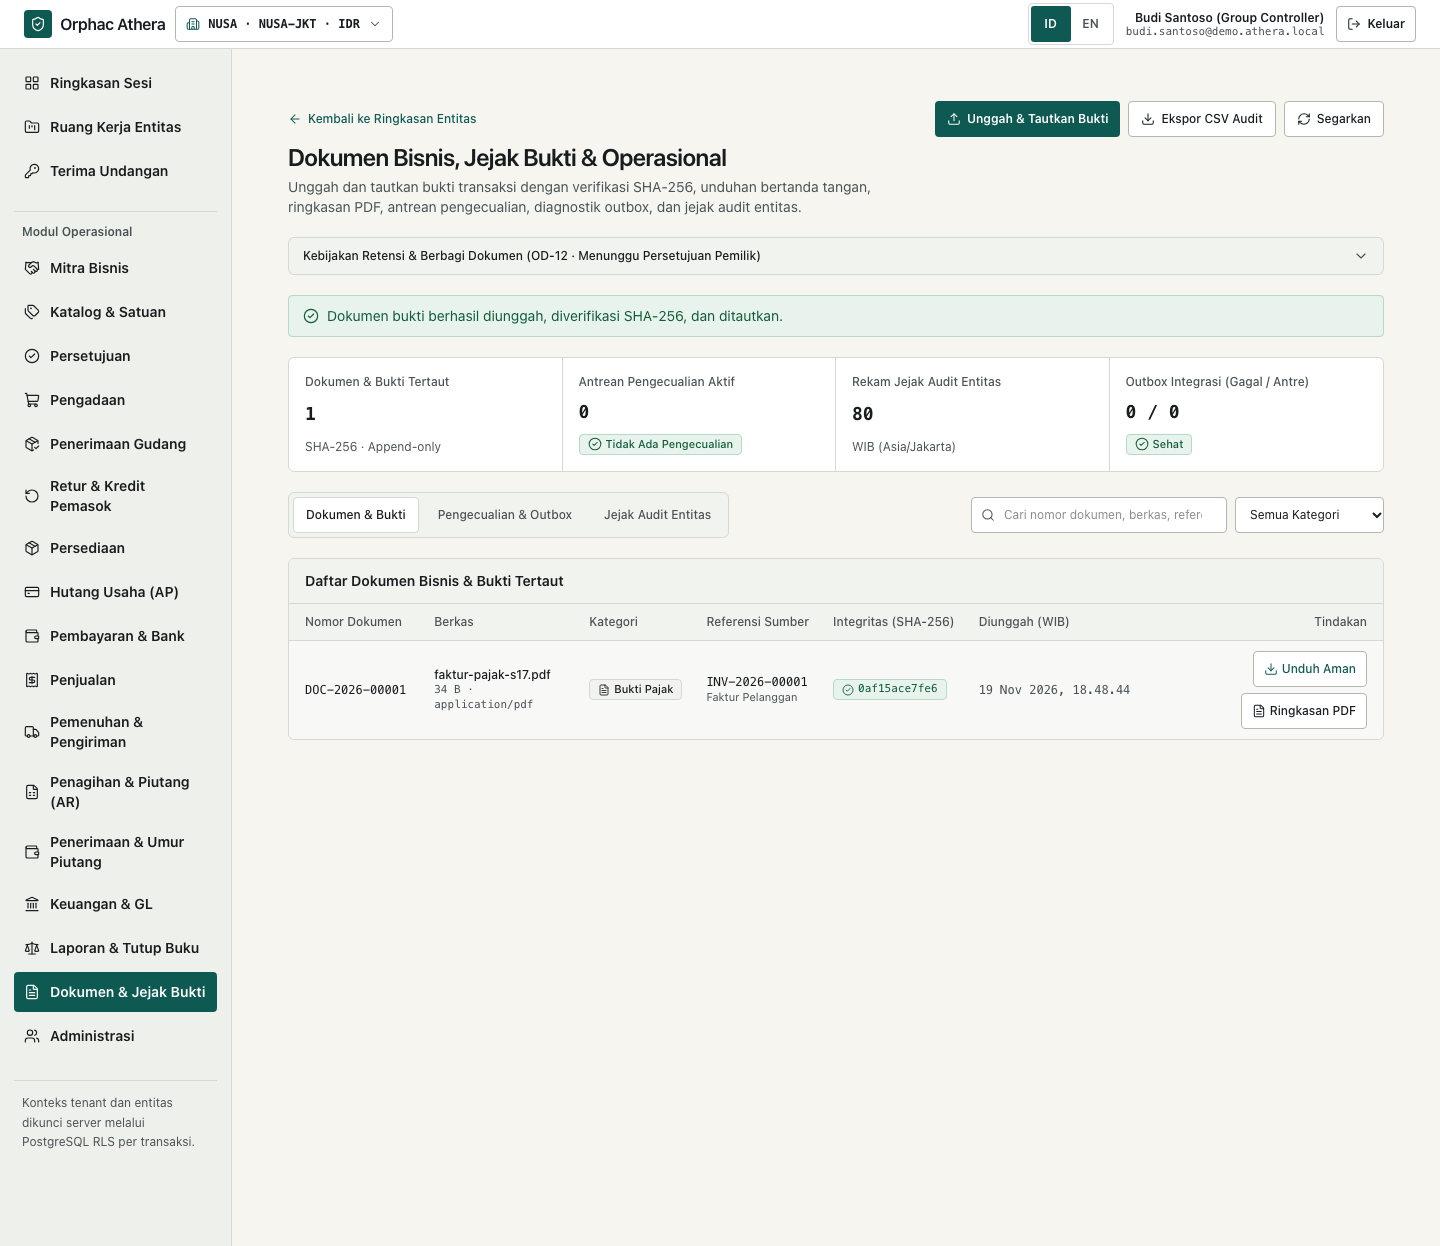 Orphac Athera
NUSA · NUSA-JKT · IDR
ID
EN
Budi Santoso (Group Controller)
budi.santoso@demo.athera.local
Keluar
Ringkasan Sesi
Ruang Kerja Entitas
Terima Undangan
Modul Operasional
Mitra Bisnis
Katalog & Satuan
Persetujuan
Pengadaan
Penerimaan Gudang
Retur & Kredit
Pemasok
Persediaan
Hutang Usaha (AP)
Pembayaran & Bank
Penjualan
Pemenuhan &
Pengiriman
Penagihan & Piutang
(AR)
Penerimaan & Umur
Piutang
Keuangan & GL
Laporan & Tutup Buku
Dokumen & Jejak Bukti
Administrasi
Konteks tenant dan entitas
dikunci server melalui
PostgreSQL RLS per transaksi.
Kembali ke Ringkasan Entitas
Unggah & Tautkan Bukti
Ekspor CSV Audit
Segarkan
Dokumen Bisnis, Jejak Bukti & Operasional
Unggah dan tautkan bukti transaksi dengan verifikasi SHA-256, unduhan bertanda tangan,
ringkasan PDF, antrean pengecualian, diagnostik outbox, dan jejak audit entitas.
Kebijakan Retensi & Berbagi Dokumen (OD-12 · Menunggu Persetujuan Pemilik)
Dokumen bukti berhasil diunggah, diverifikasi SHA-256, dan ditautkan.
Dokumen & Bukti Tertaut
1
SHA-256 · Append-only
Antrean Pengecualian Aktif
0
Tidak Ada Pengecualian
Rekam Jejak Audit Entitas
80
WIB (Asia/Jakarta)
Outbox Integrasi (Gagal / Antre)
0 / 0
Sehat
Dokumen & Bukti
Pengecualian & Outbox
Jejak Audit Entitas
Cari nomor dokumen, berkas, refer
Semua Kategori
Daftar Dokumen Bisnis & Bukti Tertaut
Nomor Dokumen
Berkas
Kategori
Referensi Sumber
Integritas (SHA-256)
Diunggah (WIB)
Tindakan
DOC-2026-00001
faktur-pajak-s17.pdf
34 B ·
application/pdf
Bukti Pajak
INV-2026-00001
Faktur Pelanggan
0af15ace7fe6
19 Nov 2026, 18.48.44
Unduh Aman
Ringkasan PDF